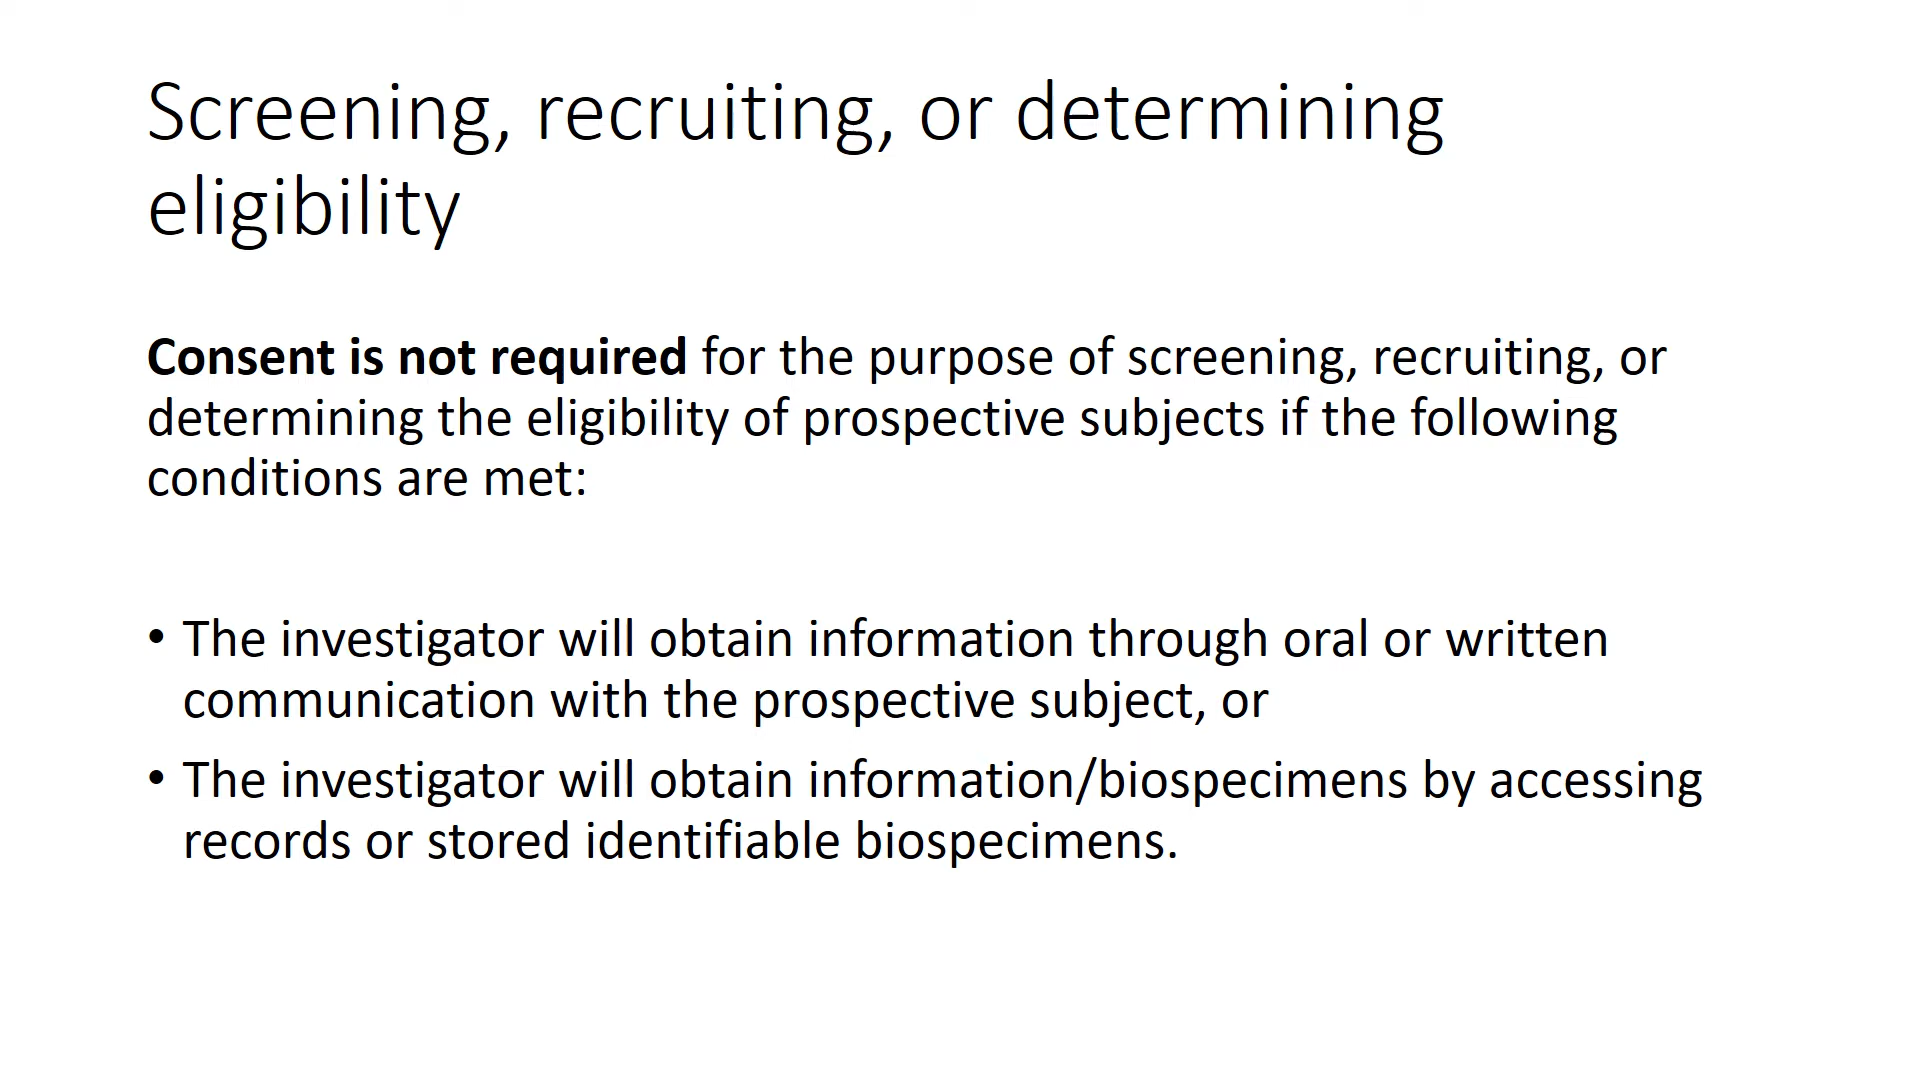 Screening, recruiting, or determining
eligibility
Consent is not required for the purpose of screening, recruiting, or
determining the eligibility of prospective subjects if the following
conditions are met:
• The investigator will obtain information through oral or written
communication with the prospective subject, or
• The investigator will obtain information/biospecimens by accessing
records or stored identifiable biospecimens.